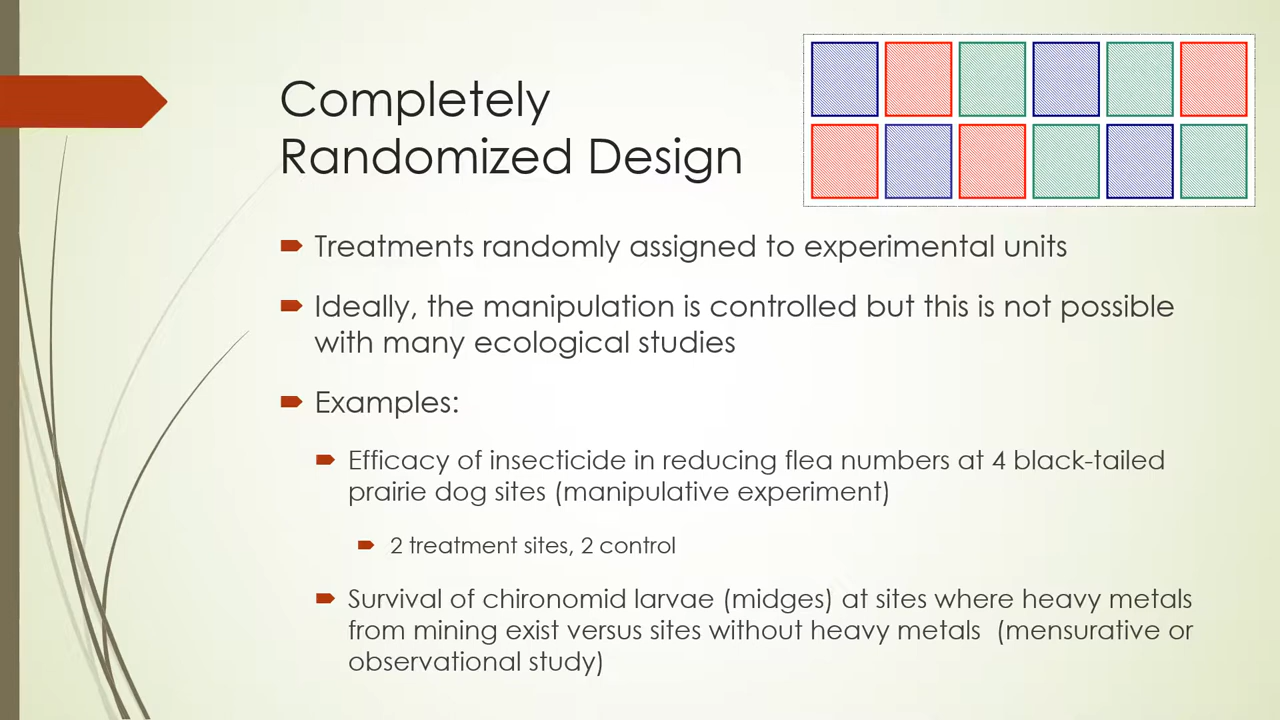 Completely
Randomized Design
Treatments randomly assigned to experimental units
Ideally, the manipulation is controlled but this is not possible
with many ecological studies
Examples:
Efficacy of insecticide in reducing flea numbers at 4 black-tailed
prairie dog sites (manipulative experiment)
2 treatment sites, 2 control
Survival of chironomid larvae (midges) at sites where heavy metals
from mining exist versus sites without heavy metals  (mensurative or
observational study)